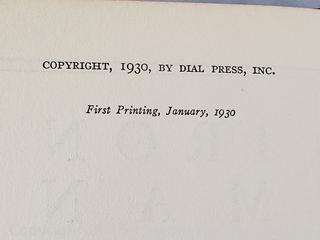 COPYRIGHT, 1930, BY DIAL PRESS, INC.
First Printing, January, 1930